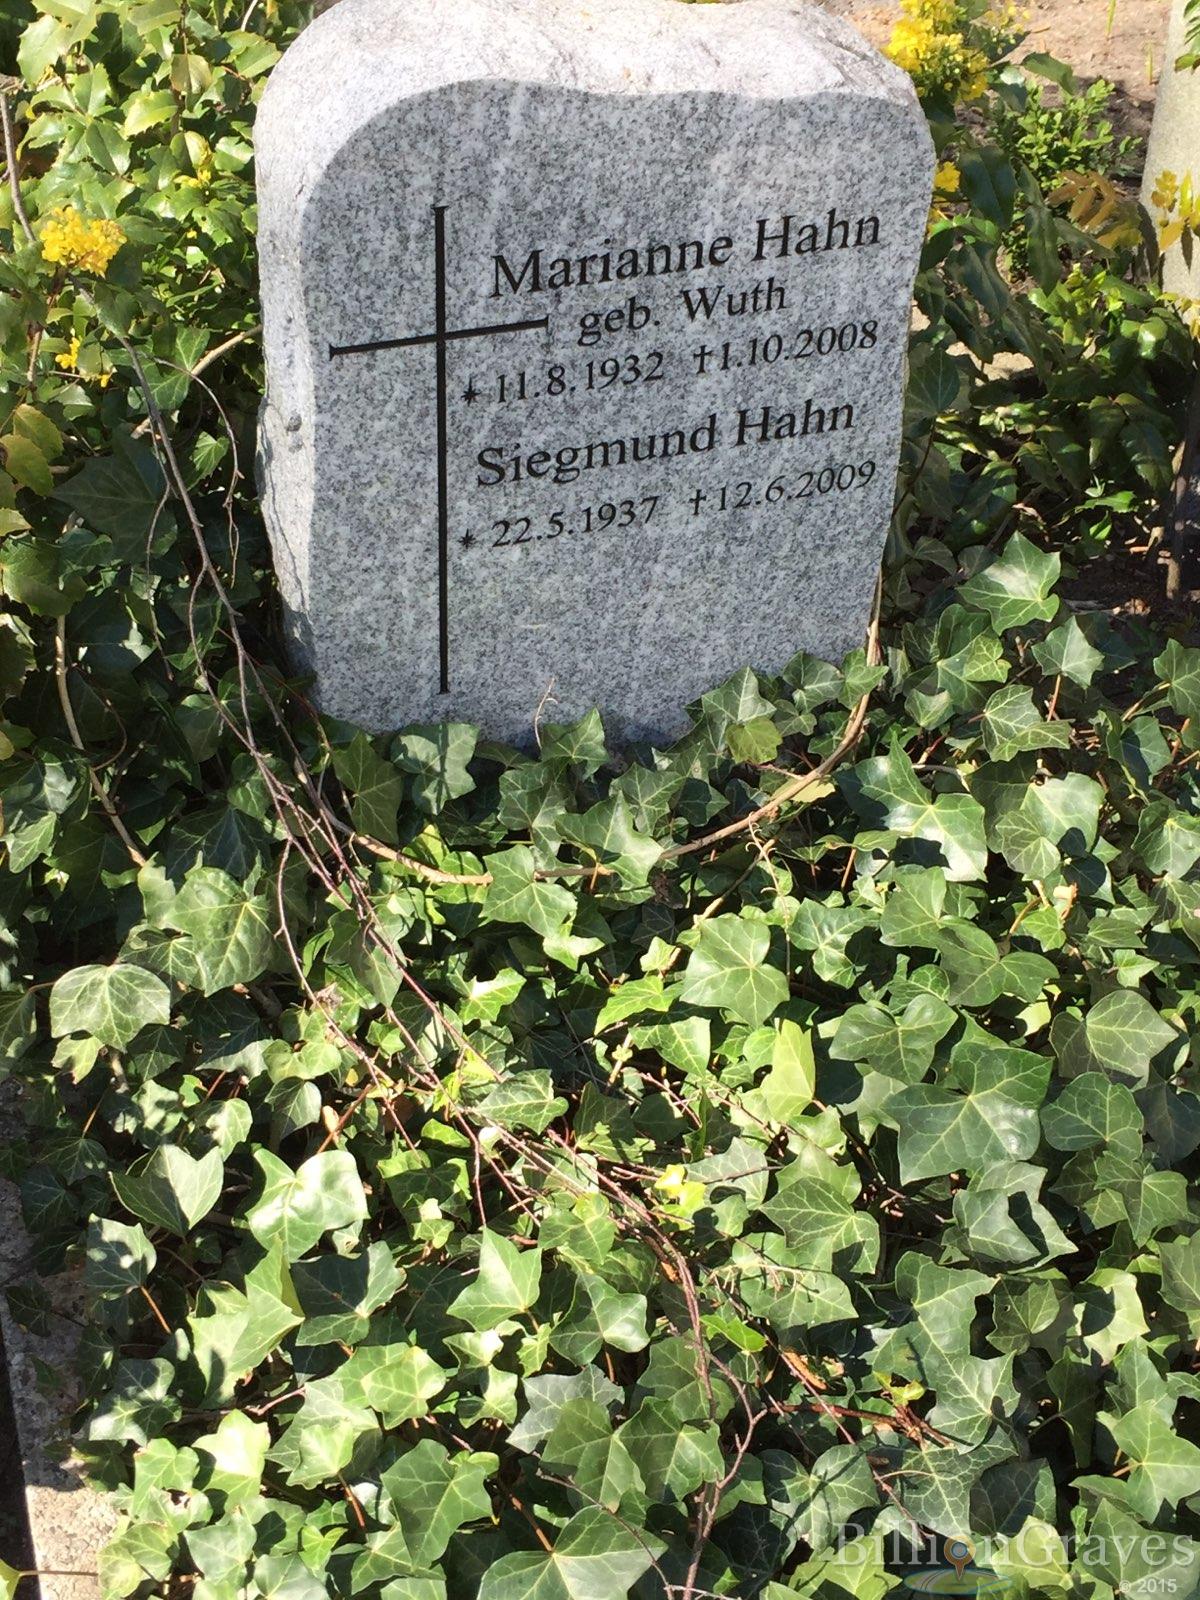 Marianne Hahn
geb. Wuth
* 11.8.1932 †1.10.2008
Siegmund Hahn
* 22.5.1937 †12.6.2009
BillionGraves
© 2015